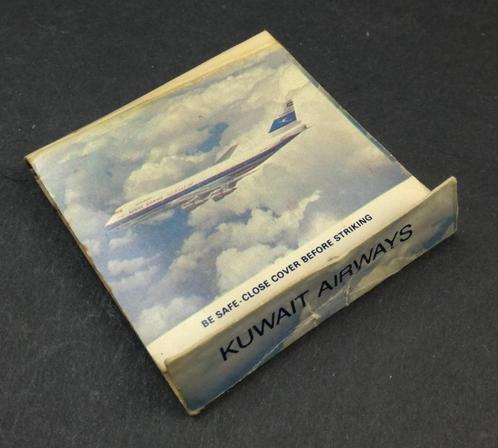 BE SAFE-CLOSE COVER BEFORE STRIKING
KUWAIT AIRWAYS